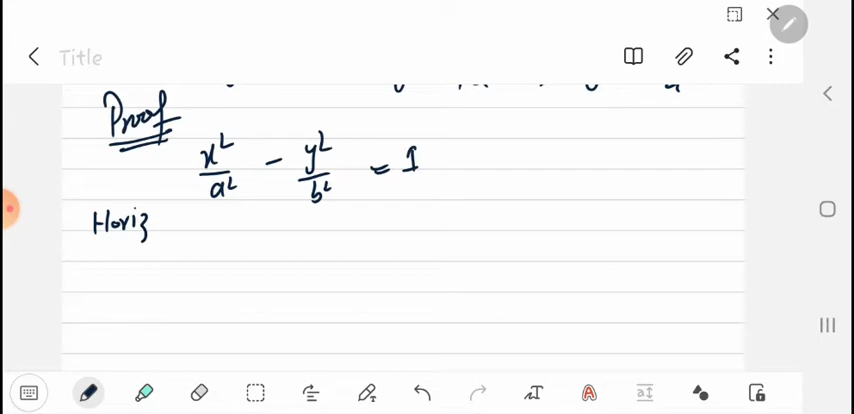 Title
Proof
x²/a² - y²/b² = 1
Horiz